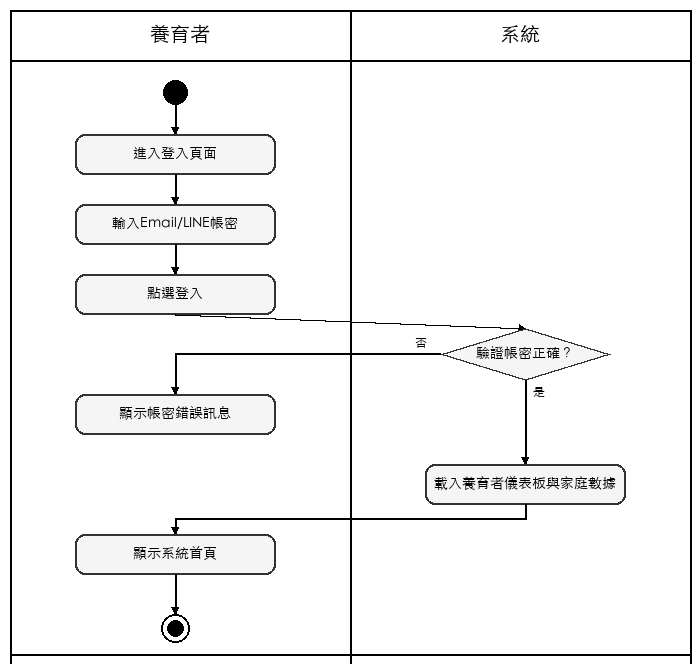 養育者
系統
進入登入頁面
輸入Email/LINE帳密
點選登入
驗證帳密正確？
否
是
顯示帳密錯誤訊息
載入養育者儀表板與家庭數據
顯示系統首頁